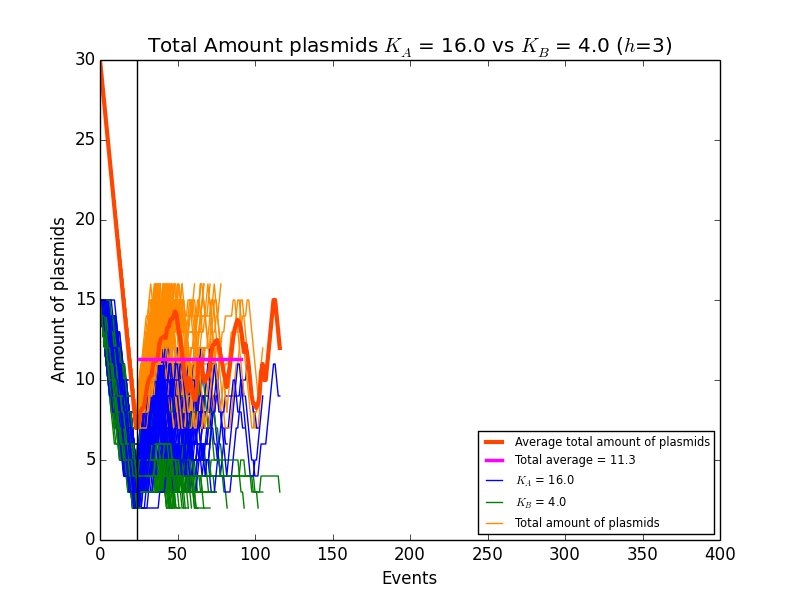 Total Amount plasmids K_A = 16.0 vs K_B = 4.0 (h=3)
30
25
20
15
10
5
0
Amount of plasmids
Average total amount of plasmids
Total average = 11.3
K_A = 16.0
K_B = 4.0
Total amount of plasmids
0 50 100 150 200 250 300 350 400
Events